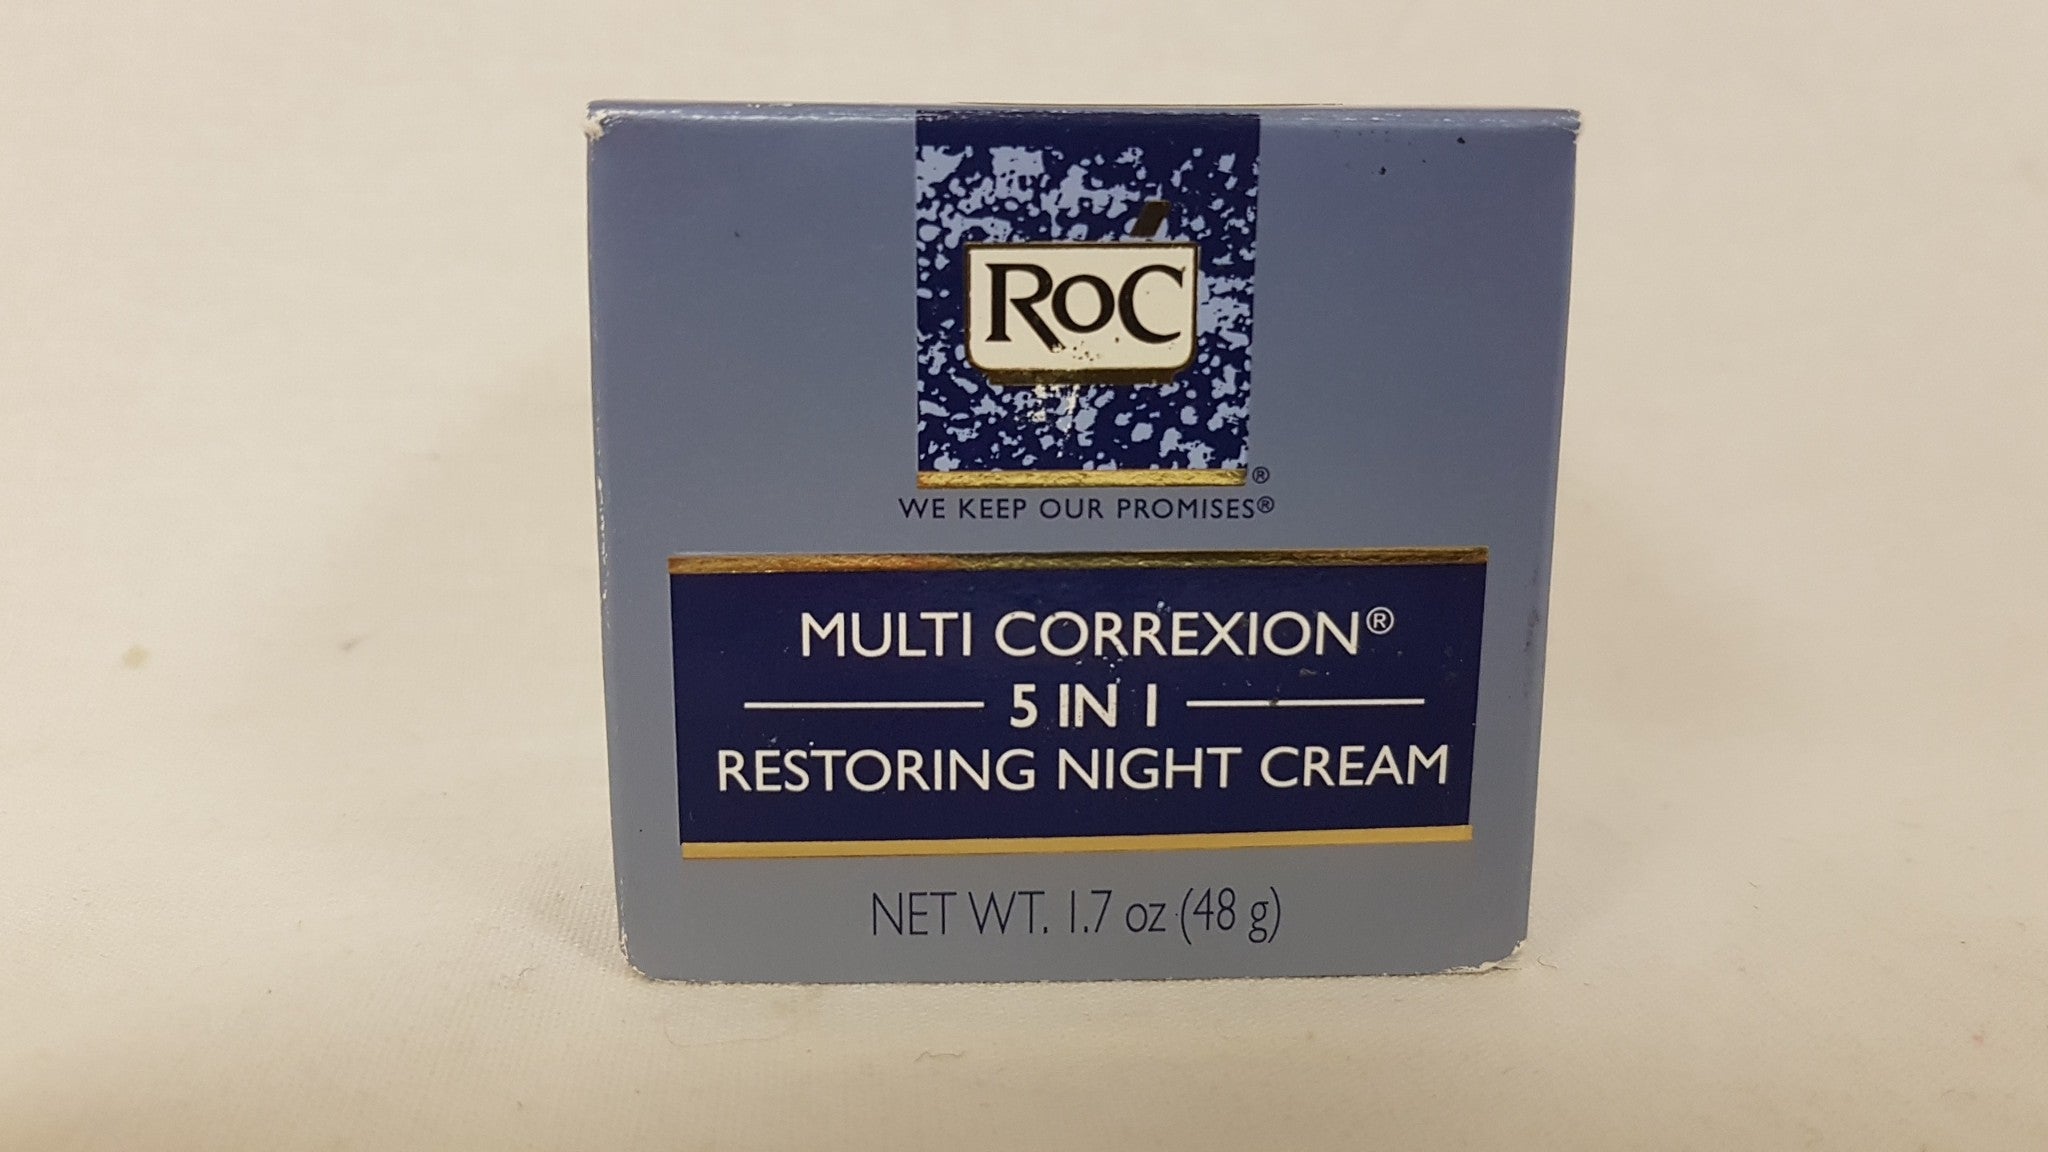 RoC
®
WE KEEP OUR PROMISES®
MULTI CORREXION®
5 IN 1
RESTORING NIGHT CREAM
NET WT. 1.7 oz (48 g)